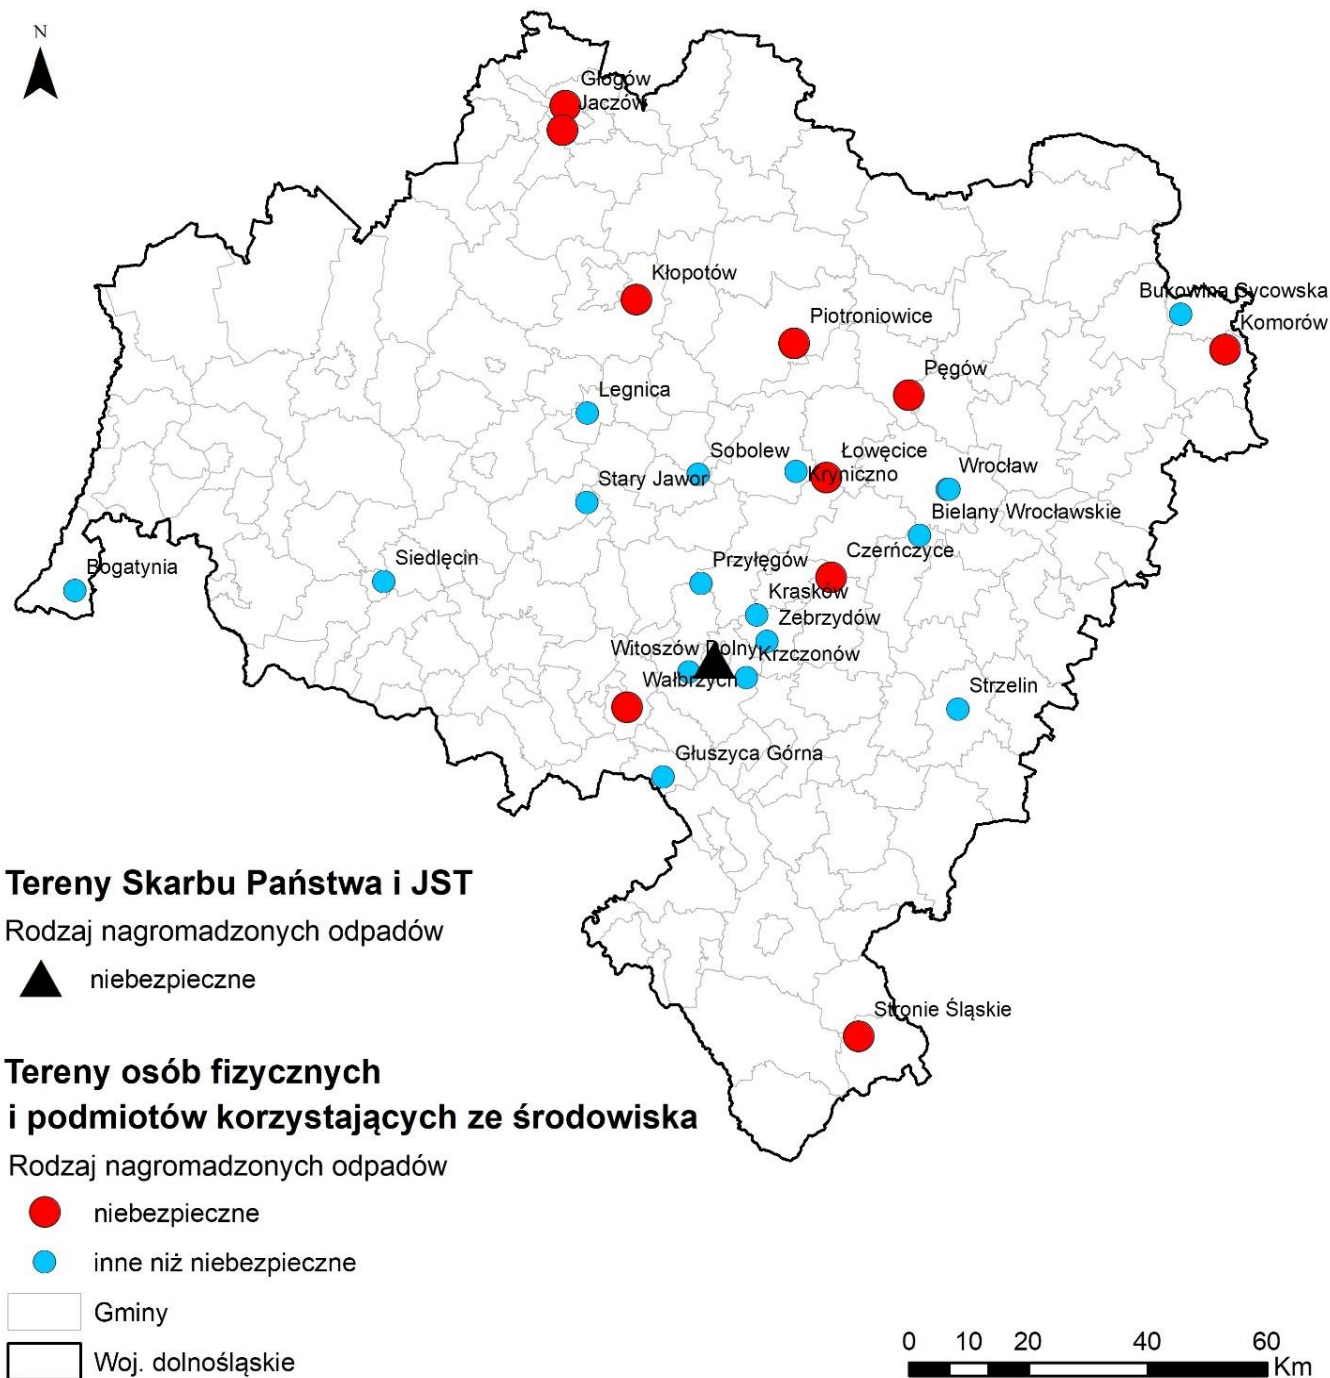 N
Głogów
Jaczów
Kłopotów
Bukowina Sycowska
Piotroniowice
Komorów
Pęgów
Legnica
Sobolew
Łowęcice
Wrocław
Kryniczno
Stary Jawor
Bielany Wrocławskie
Siedlęcin
Przyłęgów
Czerńczyce
Bogatynia
Krasków
Zebrzydów
Witoszów Dolny
Krzczonów
Wałbrzych
Strzelin
Głuszyca Górna
Tereny Skarbu Państwa i JST
Rodzaj nagromadzonych odpadów
niebezpieczne
Stronie Śląskie
Tereny osób fizycznych
i podmiotów korzystających ze środowiska
Rodzaj nagromadzonych odpadów
niebezpieczne
inne niż niebezpieczne
Gminy
Woj. dolnośląskie
0 10 20 40 60
Km